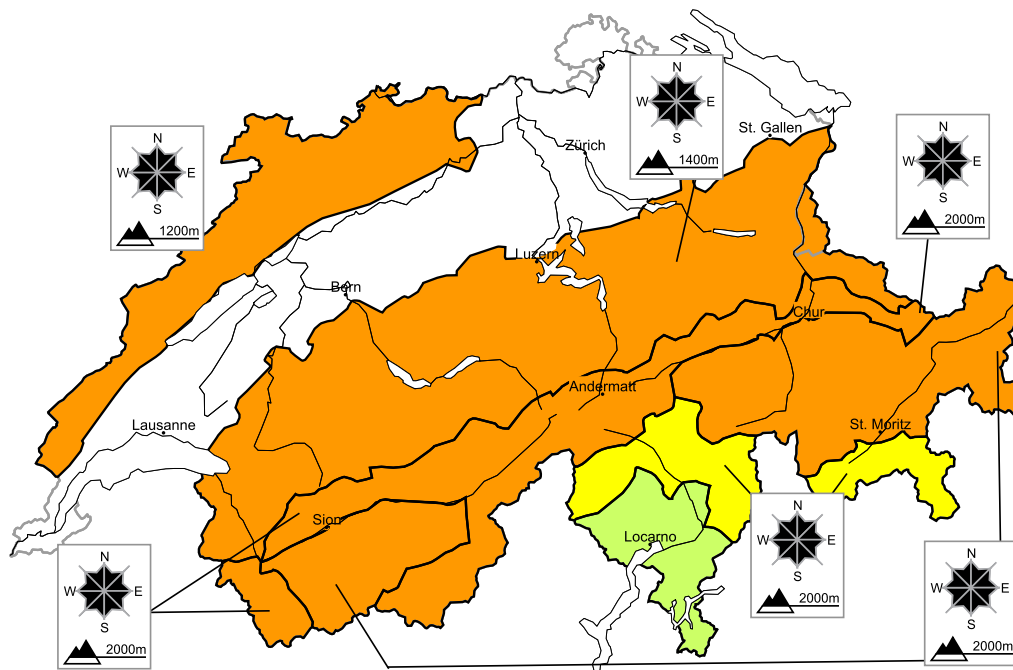 N
W E
S
1400m
Zürich
St. Gallen
N
W E
S
1200m
N
W E
S
2000m
Luzern
Bern
Chur
Andermatt
Lausanne
St. Moritz
Sion
Locarno
N
W E
S
2000m
N
W E
S
2000m
N
W E
S
2000m